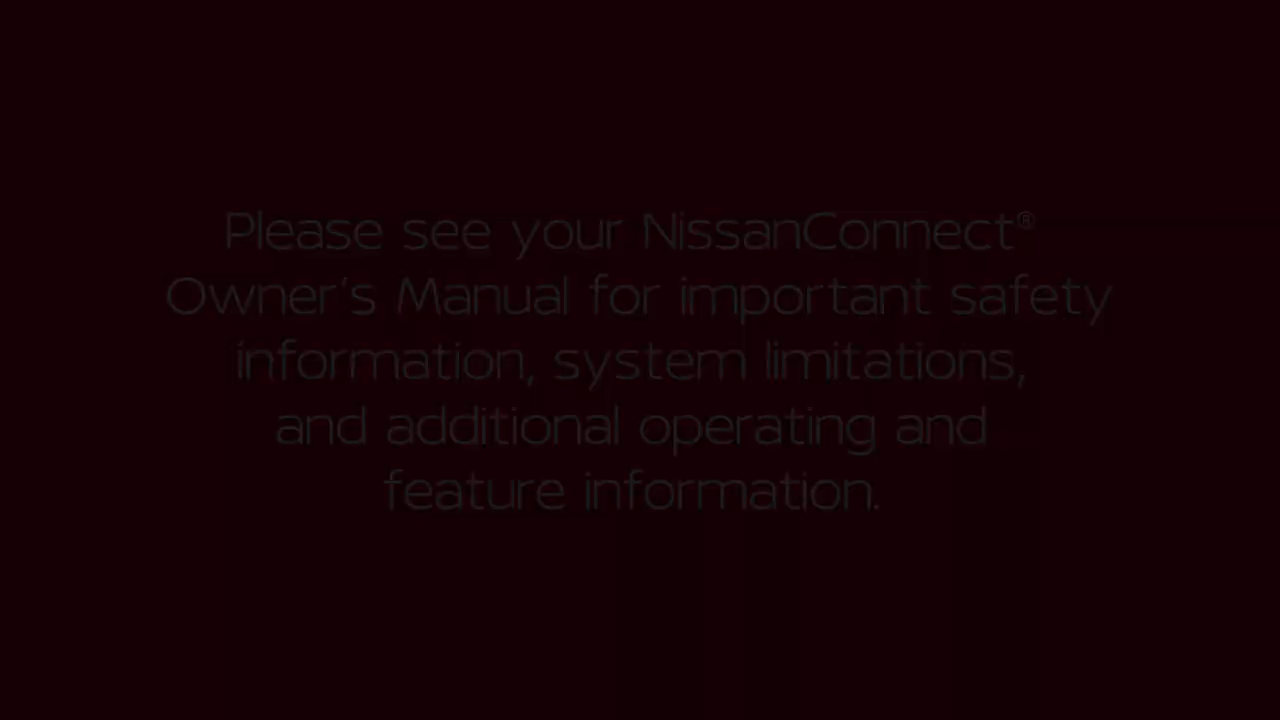 Please see your NissanConnect®
Owner's Manual for important safety
information, system limitations,
and additional operating and
feature information.